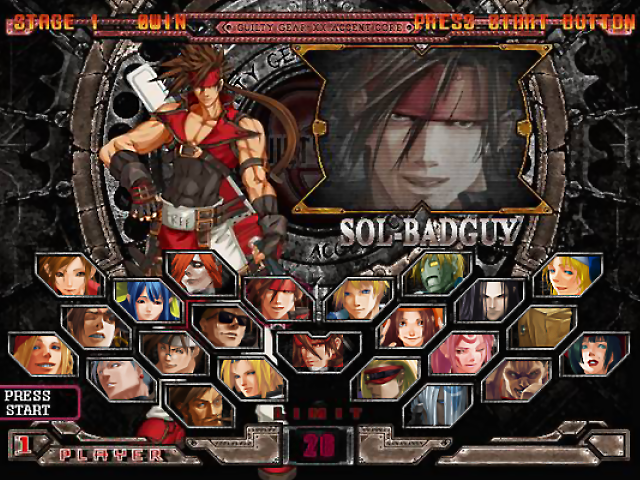 STAGE 1 0WIN
GUILTY GEAR XX ACCENT CORE
PRESS START BUTTON
SOL-BADGUY
PRESS
START
LIMIT
20
1 PLAYER